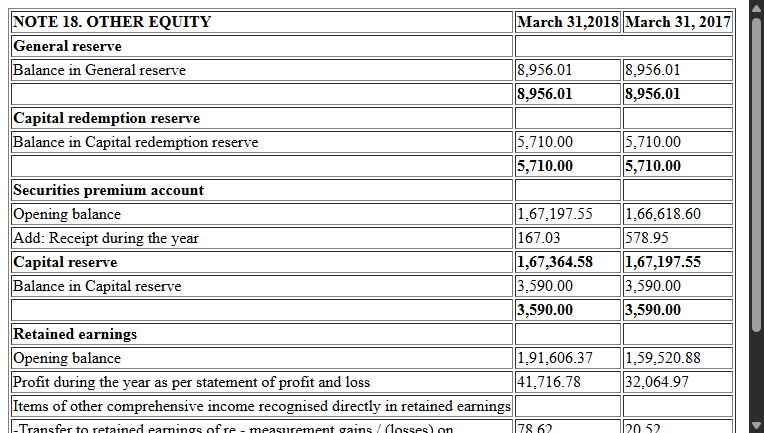 NOTE 18. OTHER EQUITY March 31,2018 March 31, 2017
General reserve
Balance in General reserve 8,956.01 8,956.01
8,956.01 8,956.01
Capital redemption reserve
Balance in Capital redemption reserve 5,710.00 5,710.00
5,710.00 5,710.00
Securities premium account
Opening balance 1,67,197.55 1,66,618.60
Add: Receipt during the year 167.03 578.95
Capital reserve 1,67,364.58 1,67,197.55
Balance in Capital reserve 3,590.00 3,590.00
3,590.00 3,590.00
Retained earnings
Opening balance 1,91,606.37 1,59,520.88
Profit during the year as per statement of profit and loss 41,716.78 32,064.97
Items of other comprehensive income recognised directly in retained earnings
-Transfer to retained earnings of re - measurement gains / (losses) on 78.62 20.52